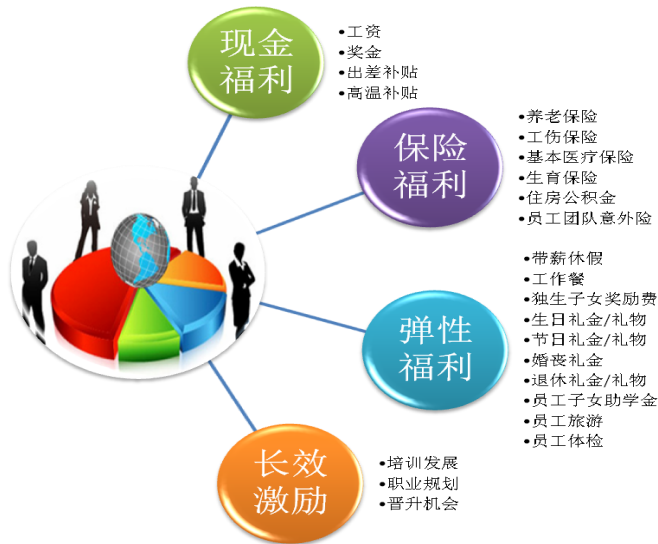 现金
福利
•工资
•奖金
•出差补贴
•高温补贴
保险
福利
•养老保险
•工伤保险
•基本医疗保险
•生育保险
•住房公积金
•员工团队意外险
弹性
福利
•带薪休假
•工作餐
•独生子女奖励费
•生日礼金/礼物
•节日礼金/礼物
•婚丧礼金
•退休礼金/礼物
•员工子女助学金
•员工旅游
•员工体检
长效
激励
•培训发展
•职业规划
•晋升机会